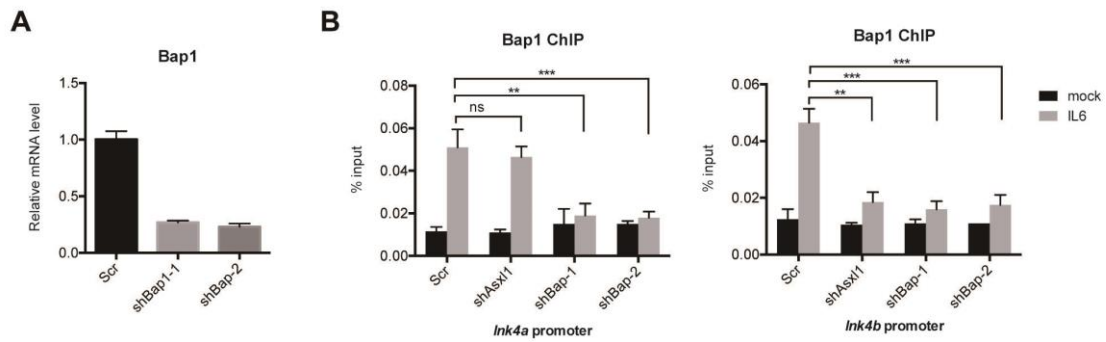 A
Bap1
Relative mRNA level
1.5
1.0
0.5
0.0
Scr
shBap1-1
shBap-2
B
Bap1 ChIP
% input
0.08
0.06
0.04
0.02
0.00
***
**
ns
Scr
shAsxl1
shBap-1
shBap-2
Ink4a promoter
Bap1 ChIP
% input
0.06
0.04
0.02
0.00
***
***
**
Scr
shAsxl1
shBap-1
shBap-2
Ink4b promoter
mock
IL6